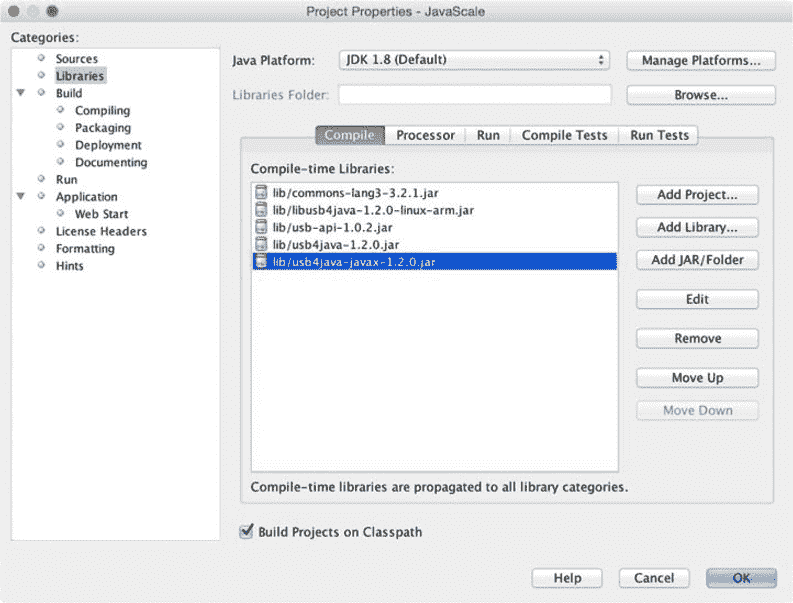 Project Properties - JavaScale
Categories:
Sources
Libraries
Build
Compiling
Packaging
Deployment
Documenting
Run
Application
Web Start
License Headers
Formatting
Hints
Java Platform:
JDK 1.8 (Default)
Manage Platforms...
Libraries Folder:
Browse...
Compile
Processor
Run
Compile Tests
Run Tests
Compile-time Libraries:
lib/commons-lang3-3.2.1.jar
lib/libusb4java-1.2.0-linux-arm.jar
lib/usb-api-1.0.2.jar
lib/usb4java-1.2.0.jar
lib/usb4java-javax-1.2.0.jar
Add Project...
Add Library...
Add JAR/Folder
Edit
Remove
Move Up
Move Down
Compile-time libraries are propagated to all library categories.
Build Projects on Classpath
Help
Cancel
OK